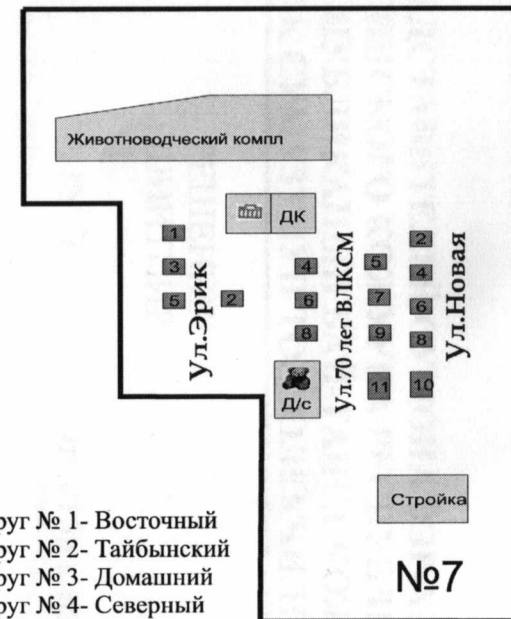 Животноводческий компл
ДК
1
3
5
Ул.Эрик
2
4
6
8
Д/с
Ул.70 лет ВЛКСМ
5
7
9
11
2
4
6
8
10
Ул.Новая
Стройка
№7
руг № 1- Восточный
руг № 2- Тайбынский
руг № 3- Домашний
руг № 4- Северный